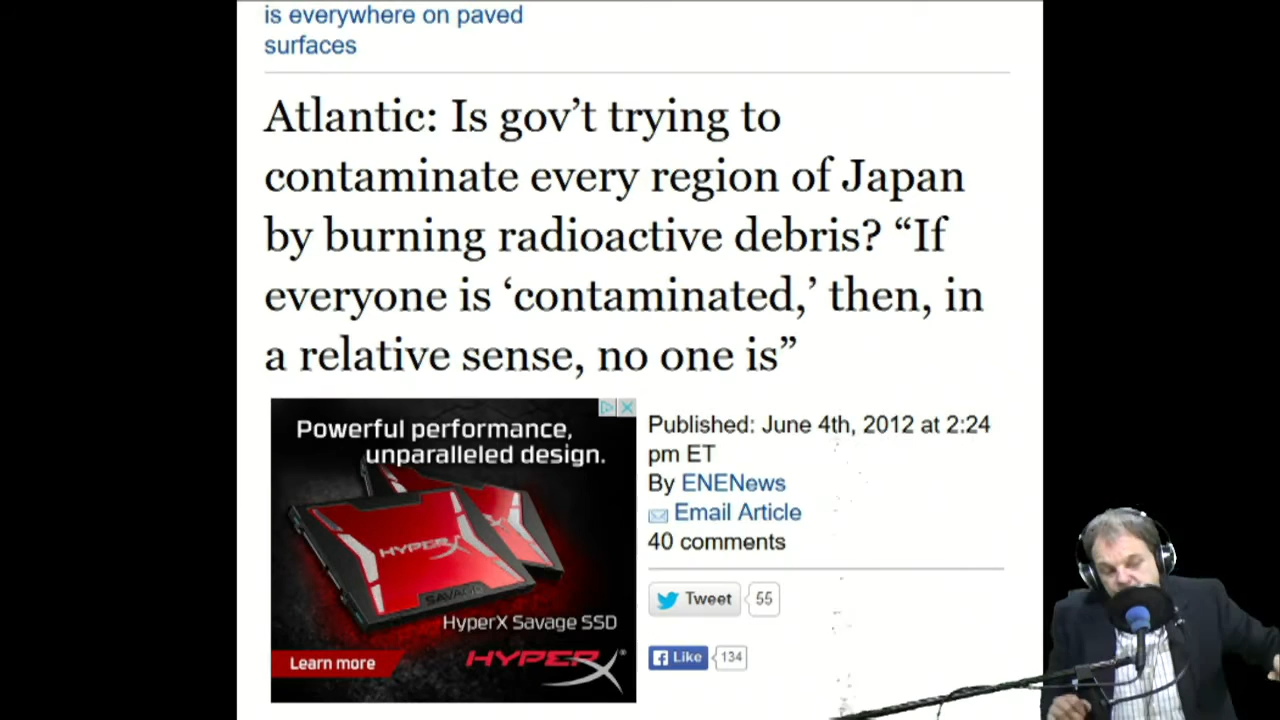 is everywhere on paved
surfaces
Atlantic: Is gov’t trying to
contaminate every region of Japan
by burning radioactive debris? “If
everyone is ‘contaminated,’ then, in
a relative sense, no one is”
Powerful performance,
unparalleled design.
HYPERX
SAVAGE
HyperX Savage SSD
Learn more
HYPERX®
Published: June 4th, 2012 at 2:24
pm ET
By ENENews
Email Article
40 comments
Tweet 55
Like 134